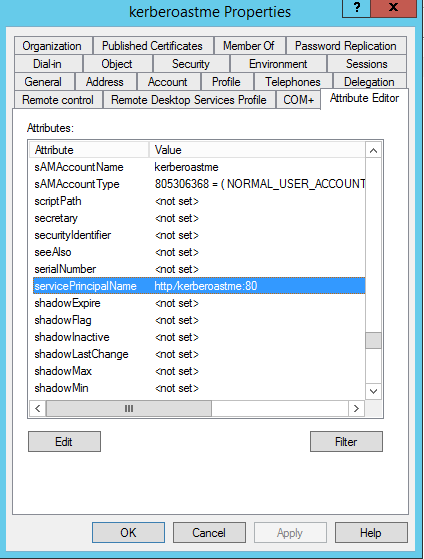 kerberoastme Properties
?
x
Organization Published Certificates Member Of Password Replication
Dial-in Object Security Environment Sessions
General Address Account Profile Telephones Delegation
Remote control Remote Desktop Services Profile COM+ Attribute Editor
Attributes:
Attribute Value
sAMAccountName kerberoastme
sAMAccountType 805306368 = ( NORMAL_USER_ACCOUNT
scriptPath <not set>
secretary <not set>
securityIdentifier <not set>
seeAlso <not set>
serialNumber <not set>
servicePrincipalName http/kerberoastme:80
shadowExpire <not set>
shadowFlag <not set>
shadowInactive <not set>
shadowLastChange <not set>
shadowMax <not set>
shadowMin <not set>
Edit Filter
OK Cancel Apply Help